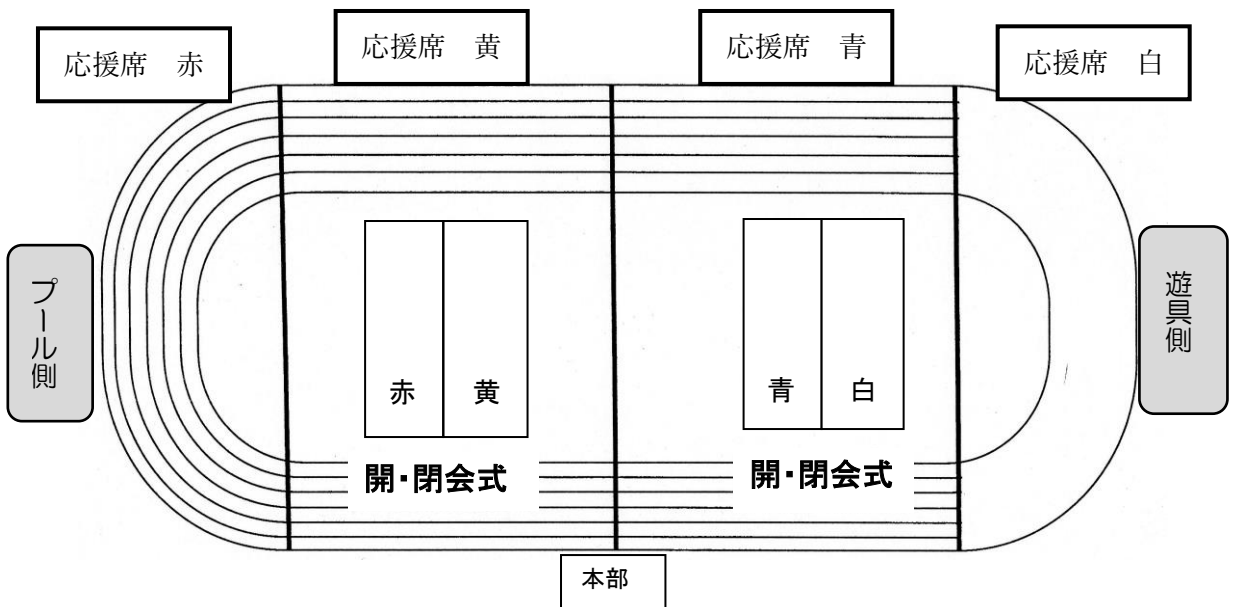 応援席　赤
応援席　黄
応援席　青
応援席　白
プール側
遊具側
赤
黄
青
白
開・閉会式
開・閉会式
本部